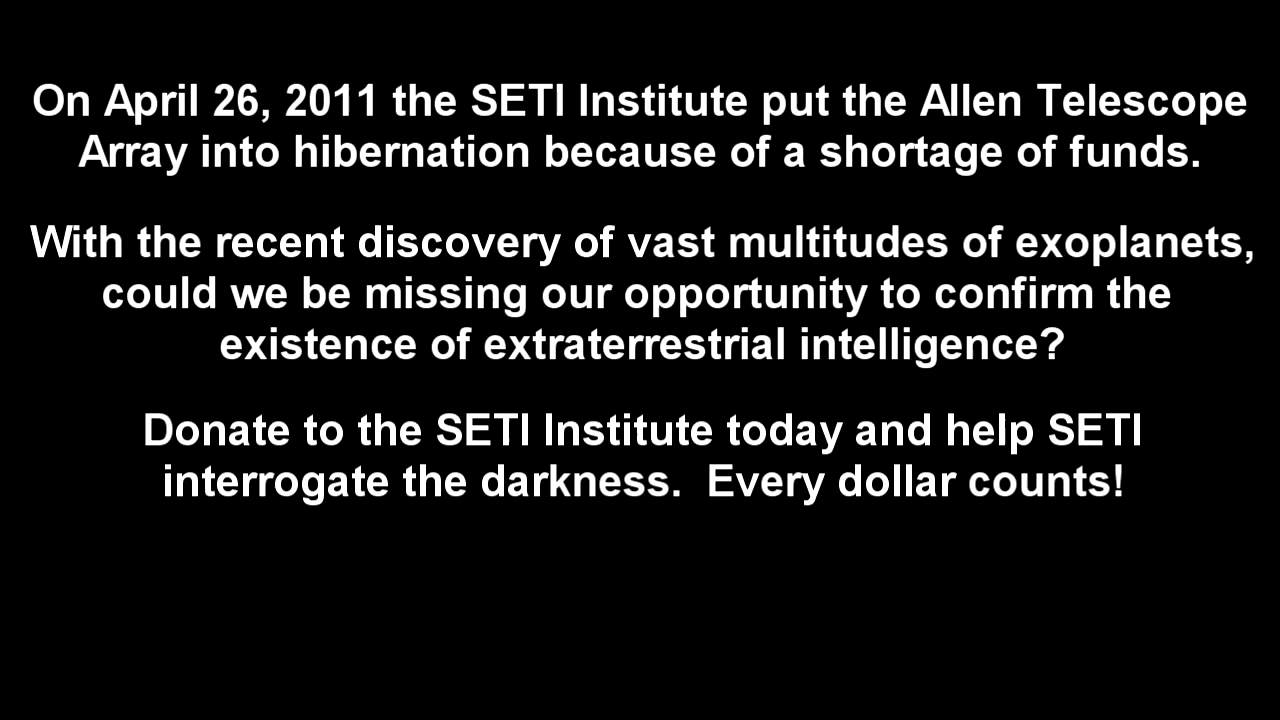 On April 26, 2011 the SETI Institute put the Allen Telescope
Array into hibernation because of a shortage of funds.
With the recent discovery of vast multitudes of exoplanets,
could we be missing our opportunity to confirm the
existence of extraterrestrial intelligence?
Donate to the SETI Institute today and help SETI
interrogate the darkness.  Every dollar counts!